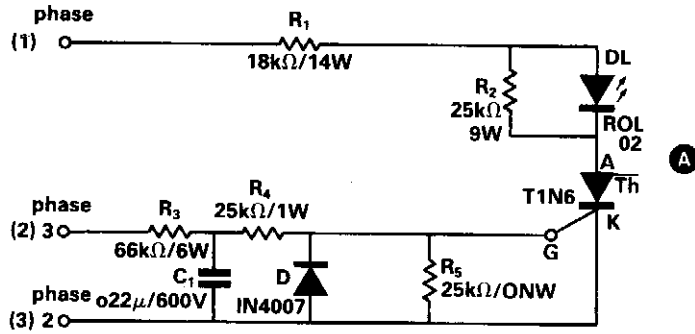 phase
(1)
R₁
18kΩ/14W
R₂
25kΩ
9W
DL
ROL
02
A
A
Th
T1N6
K
G
phase
(2) 3
R₃
66kΩ/6W
R₄
25kΩ/1W
C₁
o22μ/600V
D
IN4007
R₅
25kΩ/ONW
phase
(3) 2